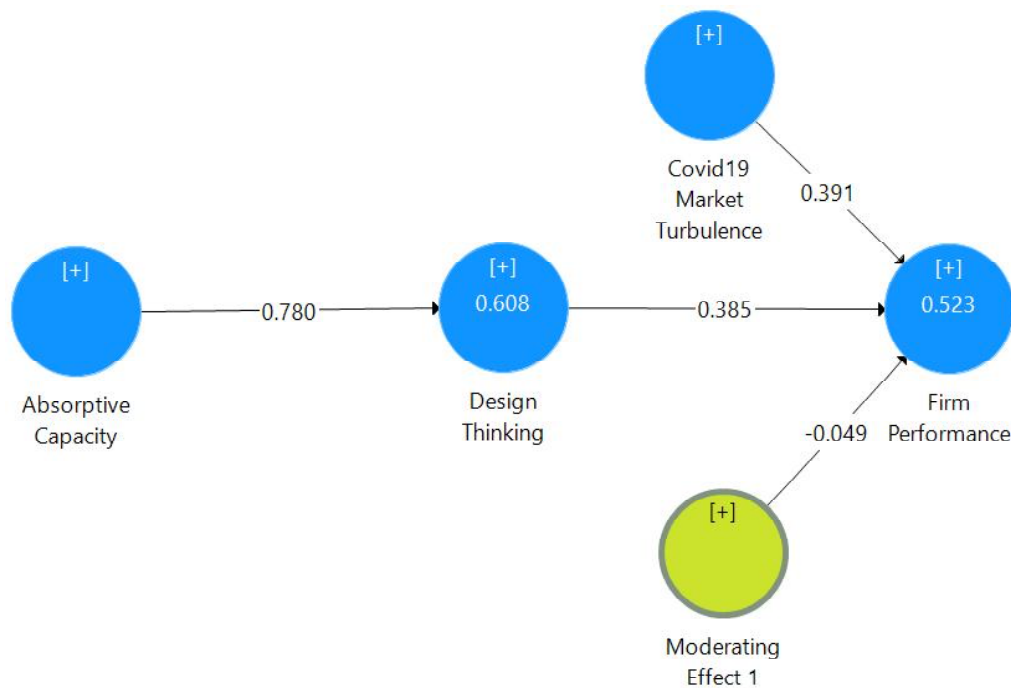 [+]
Covid19
Market
Turbulence
0.391
[+]
Absorptive
Capacity
0.780
[+]
0.608
Design
Thinking
0.385
[+]
0.523
Firm
Performance
-0.049
[+]
Moderating
Effect 1